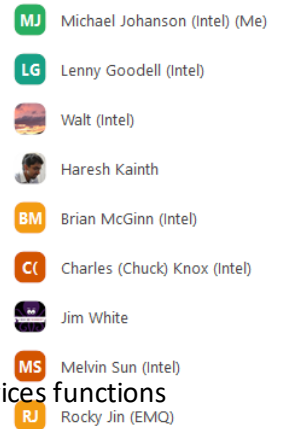 MJ Michael Johanson (Intel) (Me)
LG Lenny Goodell (Intel)
Walt (Intel)
Haresh Kainth
BM Brian McGinn (Intel)
C( Charles (Chuck) Knox (Intel)
Jim White
MS Melvin Sun (Intel)
ices functions
RJ Rocky Jin (EMQ)